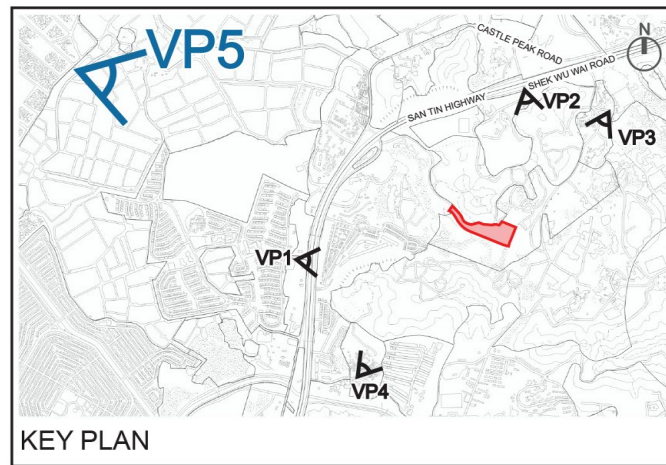 VP5
CASTLE PEAK ROAD
N
SHEK WU WAI ROAD
SAN TIN HIGHWAY
VP2
VP3
VP1
VP4
KEY PLAN